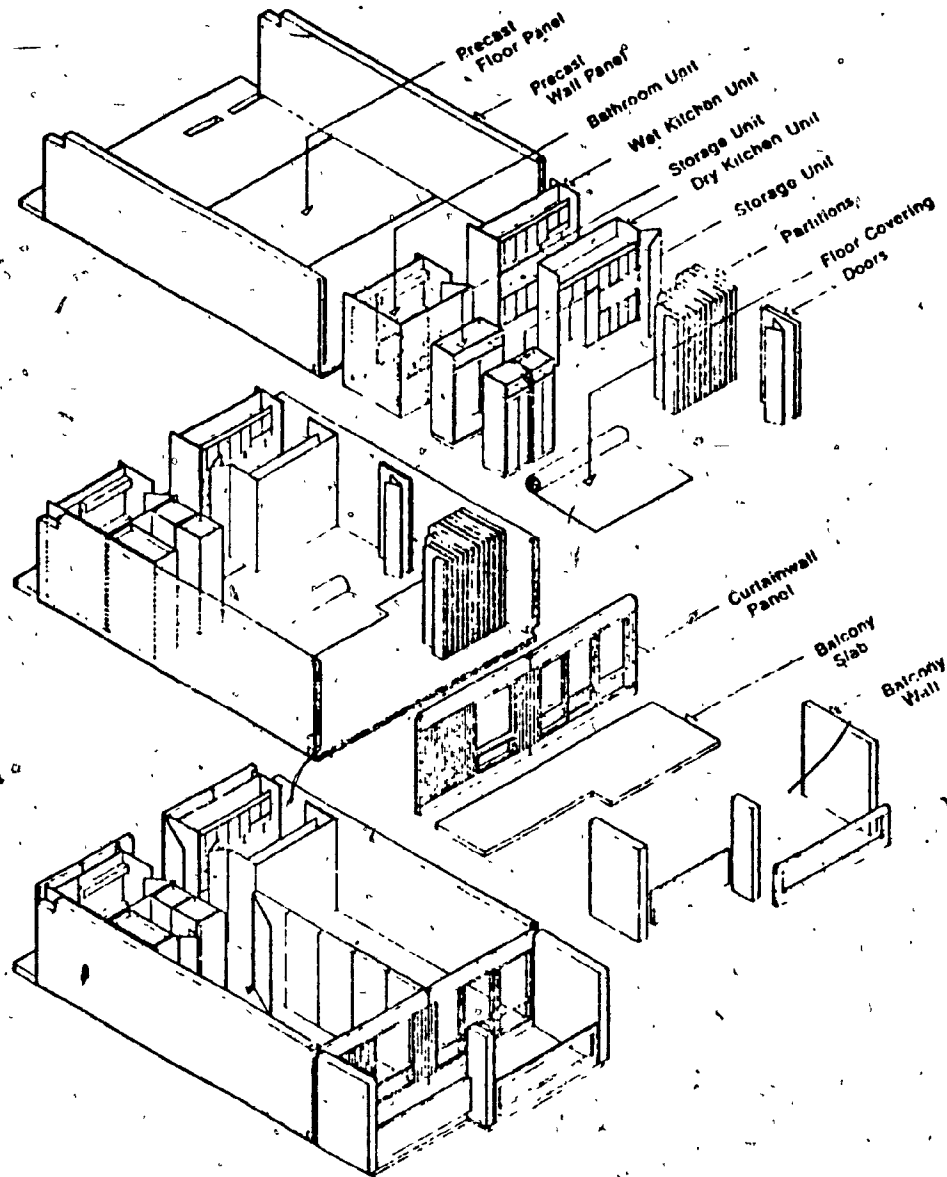 Precast
Floor Panel
Precast
Wall Panel
Bathroom Unit
Wet Kitchen Unit
Storage Unit
Dry Kitchen Unit
Storage Unit
Partitions
Floor Covering
Doors
Curtainwall
Panel
Balcony
Slab
Balcony
Wall